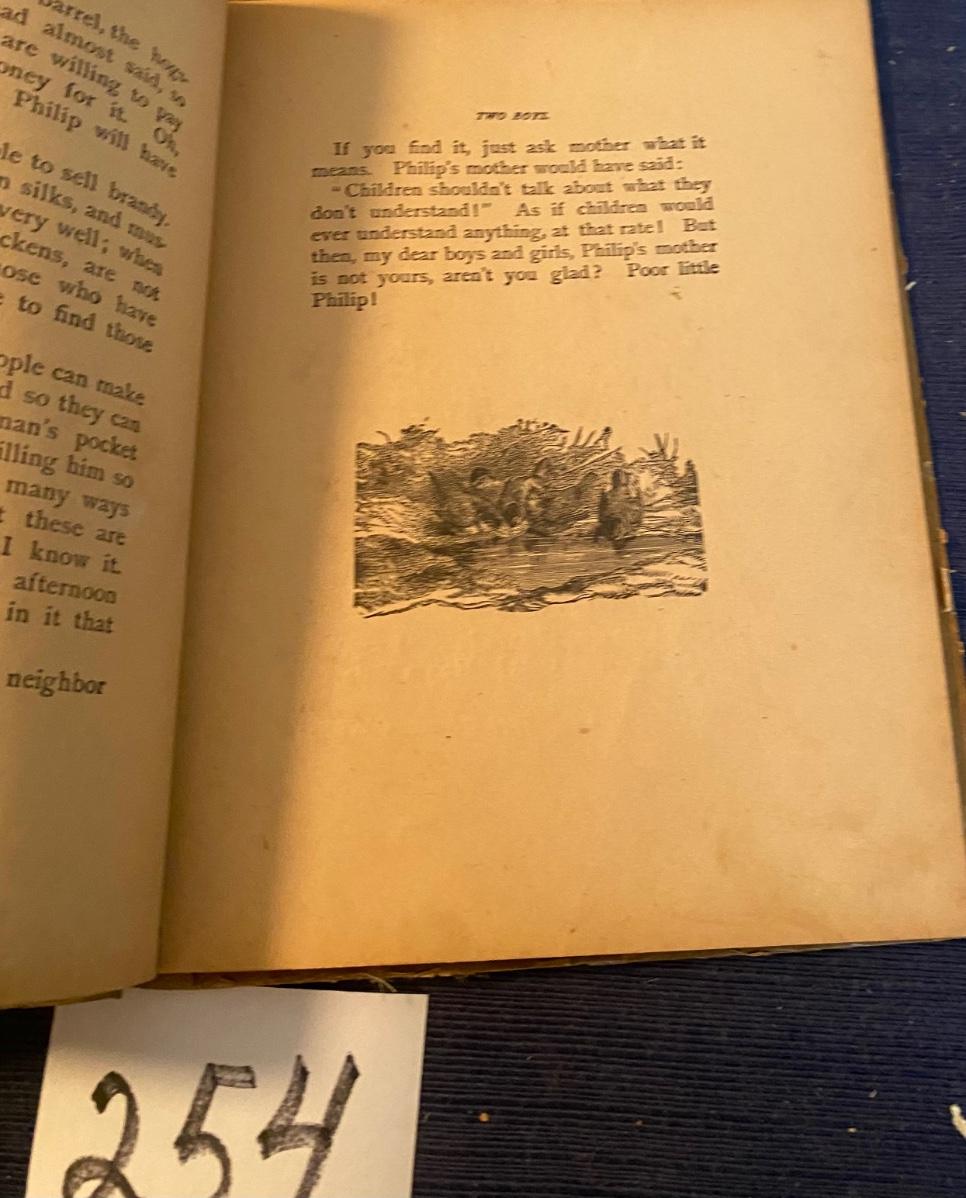 barrel, the
ad almost said, so
are willing to pay
oney for it. Oh,
Philip will have
le to sell brandy.
n silks, and mus-
very well; when
ckens, are not
ose who have
e to find those
ople can make
d so they can
nan's pocket
illing him so
many ways
t these are
I know it.
afternoon
in it that
neighbor
TWO BOYS.
If you find it, just ask mother what it
means. Philip's mother would have said:
"Children shouldn't talk about what they
don't understand!" As if children would
ever understand anything, at that rate! But
then, my dear boys and girls, Philip's mother
is not yours, aren't you glad? Poor little
Philip!
254